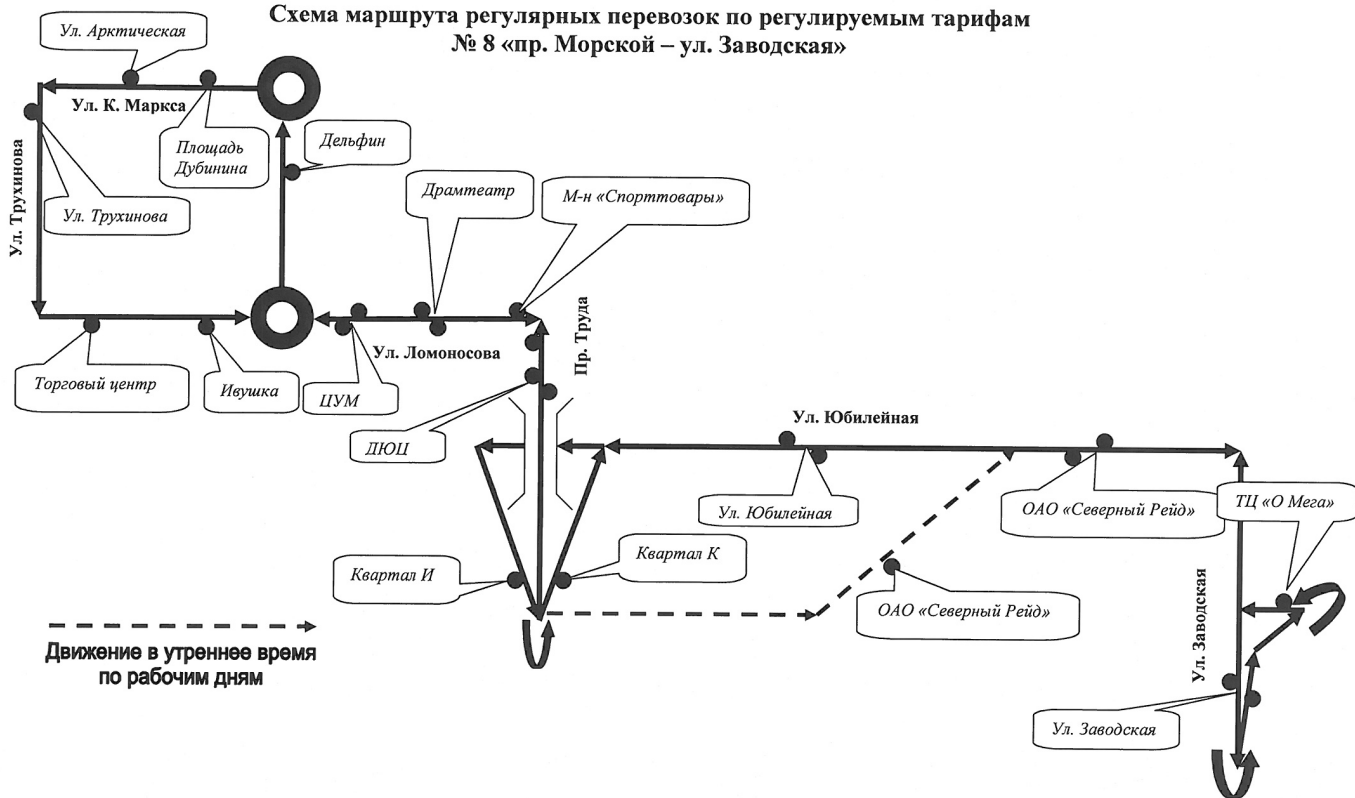 Схема маршрута регулярных перевозок по регулируемым тарифам
№ 8 «пр. Морской – ул. Заводская»
Ул. Арктическая
Ул. К. Маркса
Площадь
Дубинина
Дельфин
Ул. Трухинова
Ул. Трухинова
Драмтеатр
М-н «Спорттовары»
Пр. Труда
Ул. Ломоносова
Торговый центр
Ивушка
ЦУМ
ДЮЦ
Ул. Юбилейная
Ул. Юбилейная
ОАО «Северный Рейд»
ТЦ «О Мега»
Квартал И
Квартал К
ОАО «Северный Рейд»
Ул. Заводская
Ул. Заводская
Движение в утреннее время
по рабочим дням